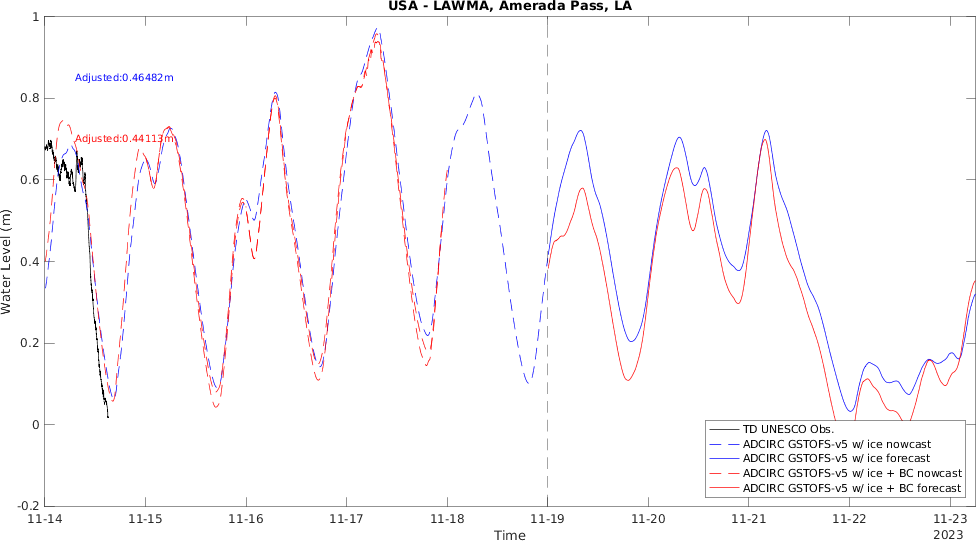 USA - LAWMA, Amerada Pass, LA
1
0.8
0.6
0.4
0.2
0
-0.2
Water Level (m)
Adjusted:0.46482m
Adjusted:0.44113m
TD UNESCO Obs.
ADCIRC GSTOFS-v5 w/ ice nowcast
ADCIRC GSTOFS-v5 w/ ice forecast
ADCIRC GSTOFS-v5 w/ ice + BC nowcast
ADCIRC GSTOFS-v5 w/ ice + BC forecast
11-14 11-15 11-16 11-17 11-18 11-19 11-20 11-21 11-22 11-23
Time
2023